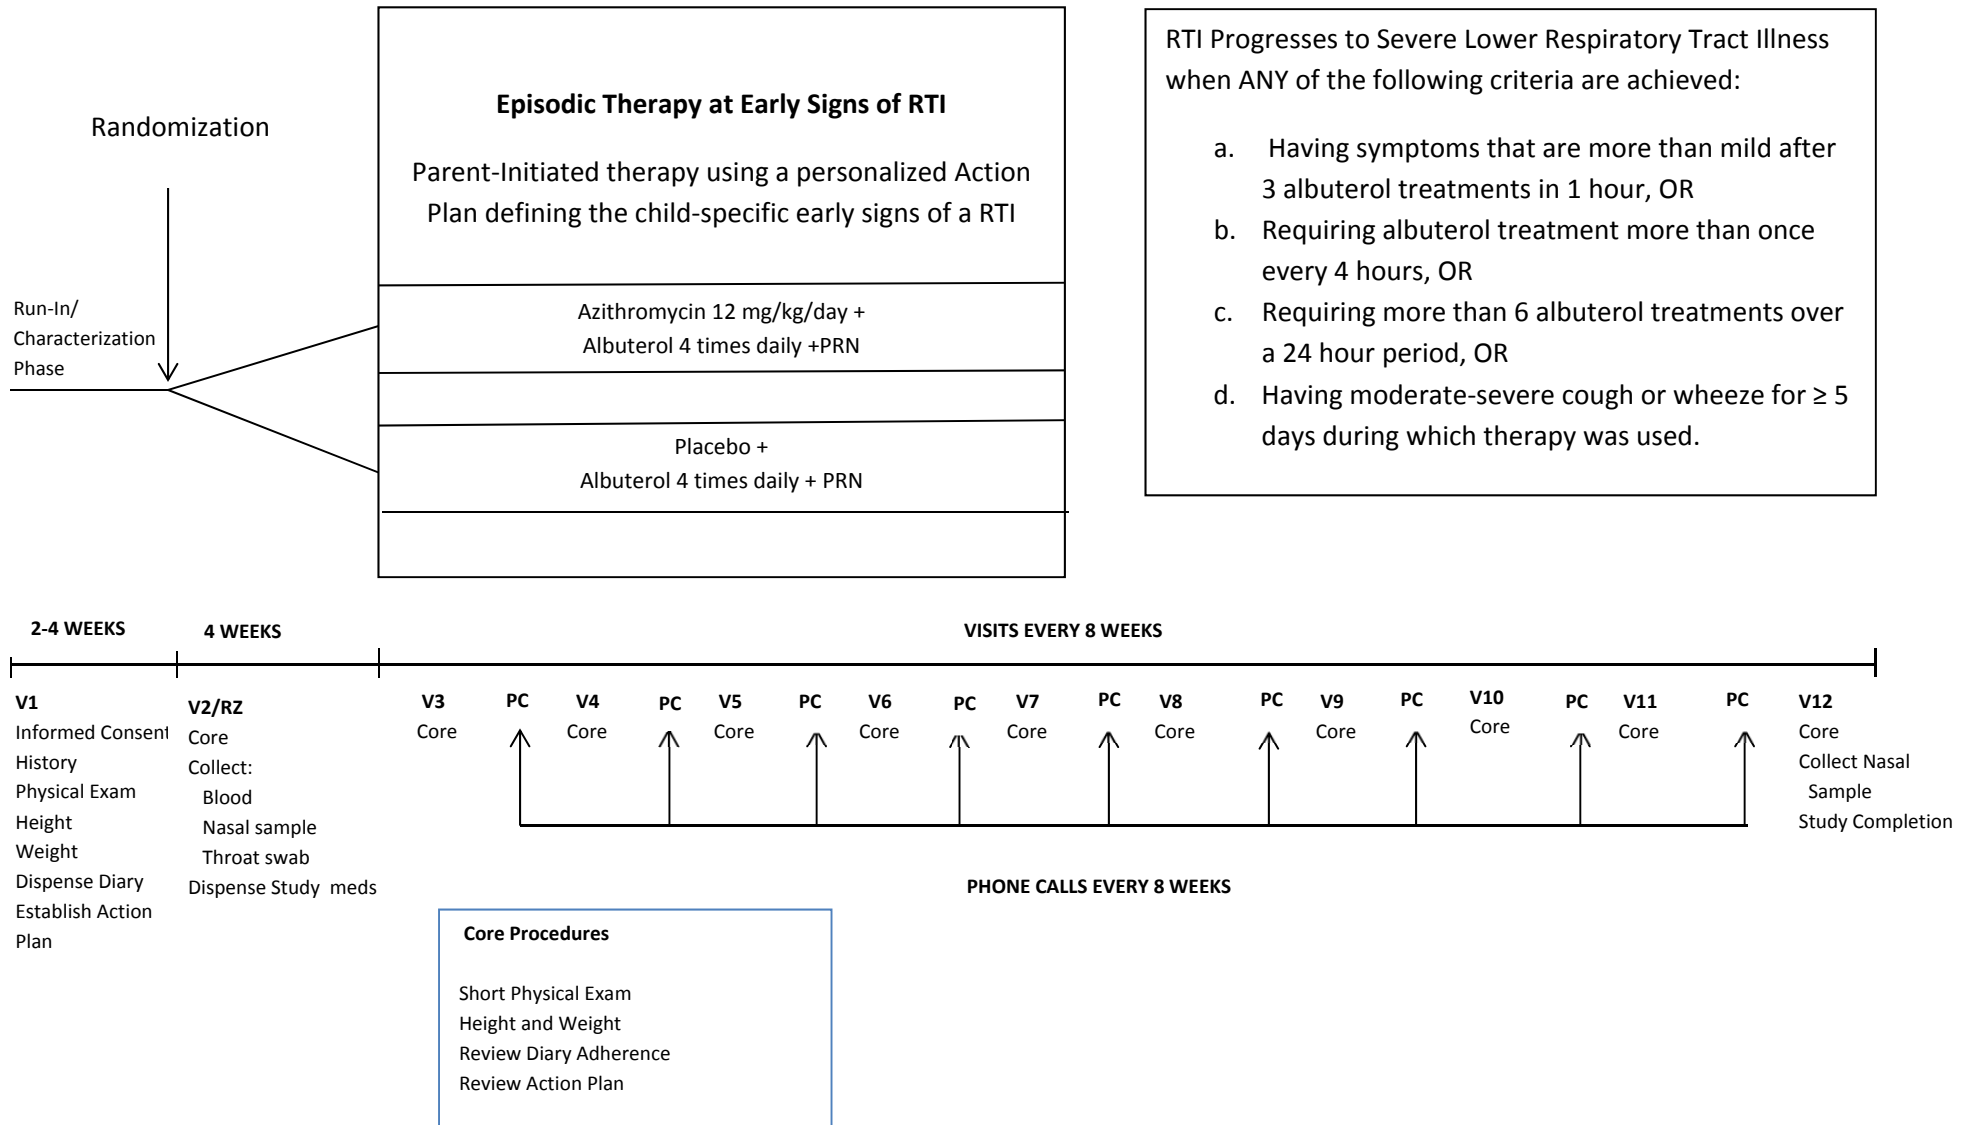 Randomization
Run-In/
Characterization
Phase
Episodic Therapy at Early Signs of RTI
Parent-Initiated therapy using a personalized Action
Plan defining the child-specific early signs of a RTI
Azithromycin 12 mg/kg/day +
Albuterol 4 times daily +PRN
Placebo +
Albuterol 4 times daily + PRN
RTI Progresses to Severe Lower Respiratory Tract Illness
when ANY of the following criteria are achieved:
a. Having symptoms that are more than mild after
3 albuterol treatments in 1 hour, OR
b. Requiring albuterol treatment more than once
every 4 hours, OR
c. Requiring more than 6 albuterol treatments over
a 24 hour period, OR
d. Having moderate-severe cough or wheeze for ≥ 5
days during which therapy was used.
2-4 WEEKS
4 WEEKS
VISITS EVERY 8 WEEKS
V1
Informed Consent
History
Physical Exam
Height
Weight
Dispense Diary
Establish Action
Plan
V2/RZ
Core
Collect:
Blood
Nasal sample
Throat swab
Dispense Study meds
V3
Core
PC
V4
Core
PC
V5
Core
PC
V6
Core
PC
V7
Core
PC
V8
Core
PC
V9
Core
PC
V10
Core
PC
V11
Core
PC
V12
Core
Collect Nasal
Sample
Study Completion
PHONE CALLS EVERY 8 WEEKS
Core Procedures
Short Physical Exam
Height and Weight
Review Diary Adherence
Review Action Plan